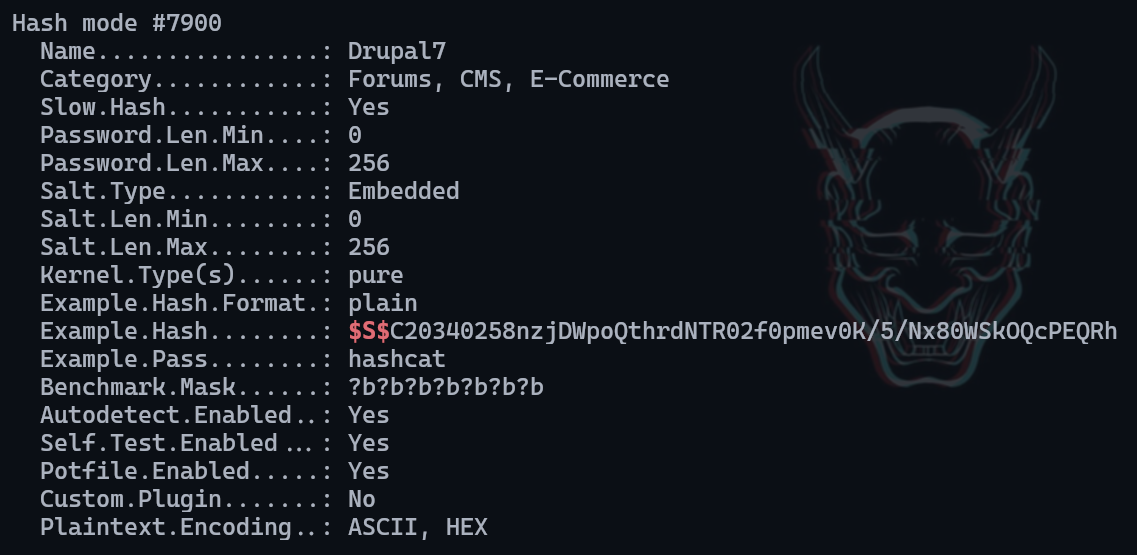 Hash mode #7900
Name................: Drupal7
Category............: Forums, CMS, E-Commerce
Slow.Hash...........: Yes
Password.Len.Min....: 0
Password.Len.Max....: 256
Salt.Type...........: Embedded
Salt.Len.Min........: 0
Salt.Len.Max........: 256
Kernel.Type(s)......: pure
Example.Hash.Format.: plain
Example.Hash........: $S$C20340258nzjDWpoQthrdNTR02f0pmev0K/5/Nx80WSkOQcPEQRh
Example.Pass........: hashcat
Benchmark.Mask......: ?b?b?b?b?b?b?b
Autodetect.Enabled..: Yes
Self.Test.Enabled...: Yes
Potfile.Enabled.....: Yes
Custom.Plugin.......: No
Plaintext.Encoding..: ASCII, HEX